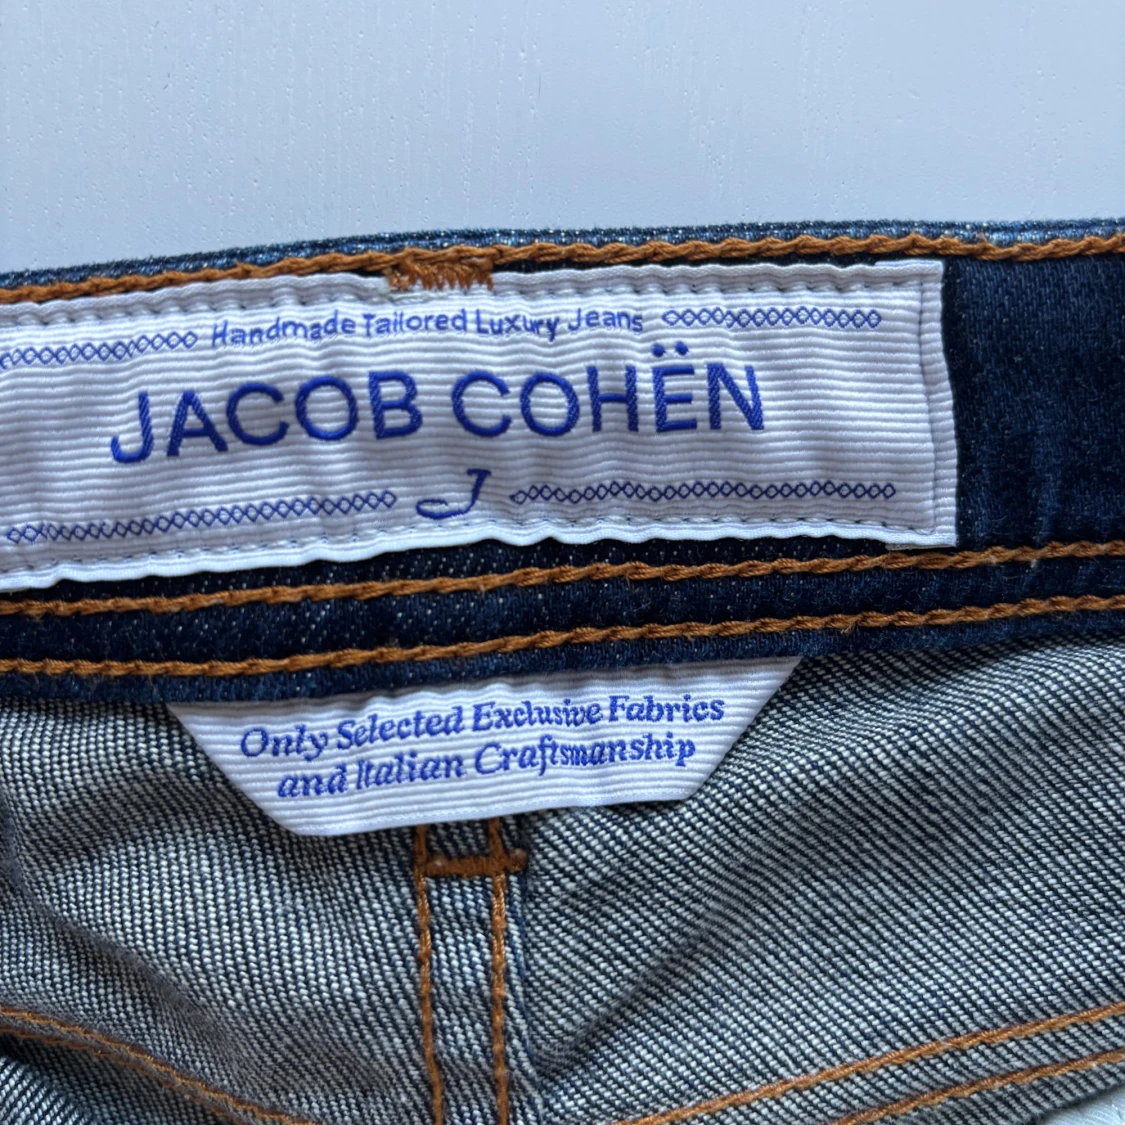 Handmade Tailored Luxury Jeans
JACOB COHËN
J
Only Selected Exclusive Fabrics
and Italian Craftsmanship